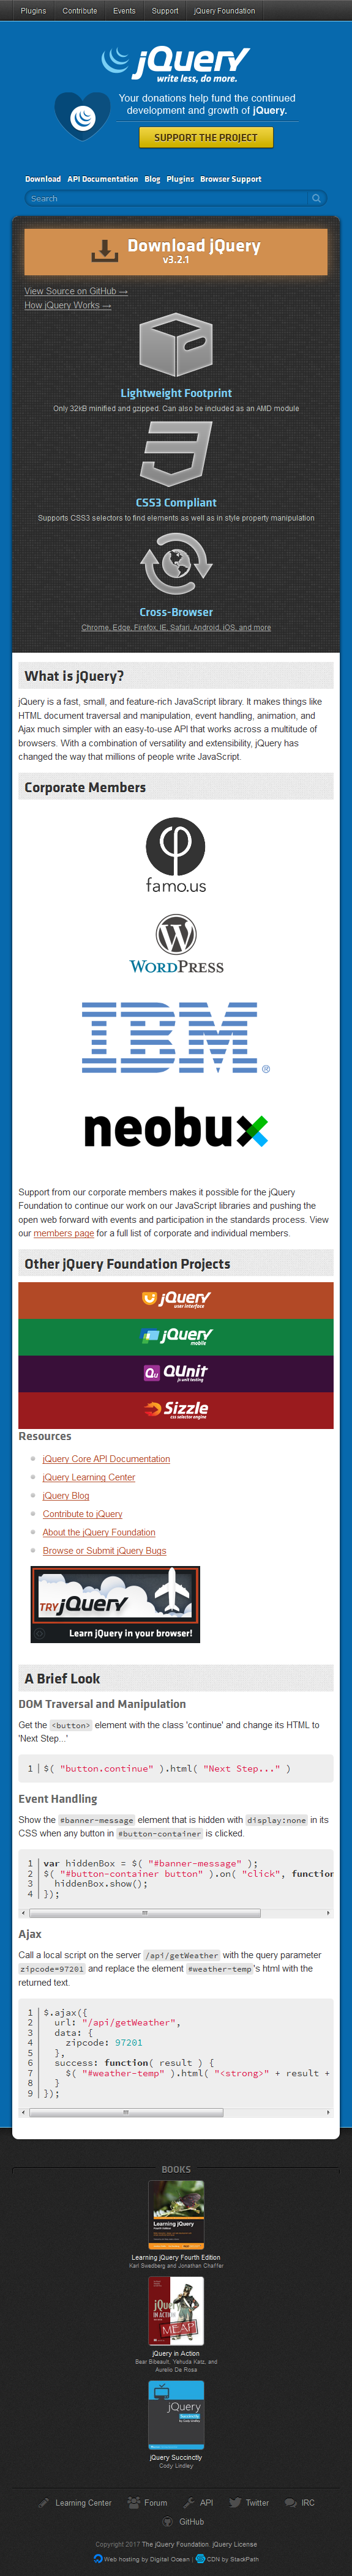 Plugins Contribute Events Support jQuery Foundation
jQuery
write less, do more.
Your donations help fund the continued
development and growth of jQuery.
SUPPORT THE PROJECT
Download API Documentation Blog Plugins Browser Support
Search
Download jQuery
v3.2.1
View Source on GitHub →
How jQuery Works →
Lightweight Footprint
Only 32kB minified and gzipped. Can also be included as an AMD module
CSS3 Compliant
Supports CSS3 selectors to find elements as well as in style property manipulation
Cross-Browser
Chrome, Edge, Firefox, IE, Safari, Android, iOS, and more
What is jQuery?
jQuery is a fast, small, and feature-rich JavaScript library. It makes things like
HTML document traversal and manipulation, event handling, animation, and
Ajax much simpler with an easy-to-use API that works across a multitude of
browsers. With a combination of versatility and extensibility, jQuery has
changed the way that millions of people write JavaScript.
Corporate Members
famo.us
WORDPRESS
IBM®
neobux
Support from our corporate members makes it possible for the jQuery
Foundation to continue our work on our JavaScript libraries and pushing the
open web forward with events and participation in the standards process. View
our members page for a full list of corporate and individual members.
Other jQuery Foundation Projects
jQuery
user interface
jQuery
mobile
Qu QUnit
js unit testing
Sizzle
css selector engine
Resources
jQuery Core API Documentation
jQuery Learning Center
jQuery Blog
Contribute to jQuery
About the jQuery Foundation
Browse or Submit jQuery Bugs
TRY jQuery
Learn jQuery in your browser!
A Brief Look
DOM Traversal and Manipulation
Get the <button> element with the class 'continue' and change its HTML to
'Next Step...'
1 $( "button.continue" ).html( "Next Step..." )
Event Handling
Show the #banner-message element that is hidden with display:none in its
CSS when any button in #button-container is clicked.
1 var hiddenBox = $( "#banner-message" );
2 $( "#button-container button" ).on( "click", function
3 hiddenBox.show();
4 });
Ajax
Call a local script on the server /api/getWeather with the query parameter
zipcode=97201 and replace the element #weather-temp's html with the
returned text.
1 $.ajax({
2 url: "/api/getWeather",
3 data: {
4 zipcode: 97201
5 },
6 success: function( result ) {
7 $( "#weather-temp" ).html( "<strong>" + result +
8 }
9 });
BOOKS
Learning jQuery
Learning jQuery Fourth Edition
Karl Swedberg and Jonathan Chaffer
jQuery
IN ACTION
MEAP
jQuery in Action
Bear Bibeault, Yehuda Katz, and
Aurelio De Rosa
jQuery
Succinctly
jQuery Succinctly
Cody Lindley
Learning Center Forum API Twitter IRC
GitHub
Copyright 2017 The jQuery Foundation. jQuery License
Web hosting by Digital Ocean | CDN by StackPath